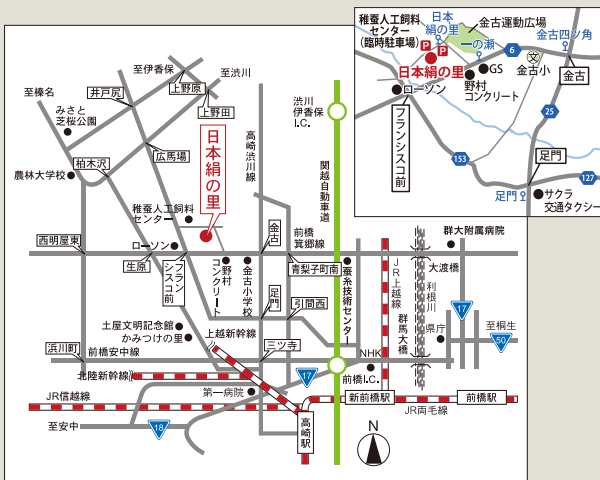 至伊香保
至渋川
至榛名
みさと
芝桜公園
井戸尻
上野原
上野田
渋川
伊香保
I.C.
高崎渋川線
広馬場
柏木沢
農林大学校
日本絹の里
関越自動車道
稚蚕人工飼料
センター
西明屋東
ローソン
生原
フラン
シスコ前
野村
コンクリート
金古小学校
金古
足門
前橋
箕郷線
青梨子町南
引間西
蚕糸技術センター
JR上越線
利根川
群馬大橋
群大附属病院
大渡橋
県庁
17
至桐生
50
土屋文明記念館
かみつけの里
上越新幹線
三ツ寺
浜川町
前橋安中線
北陸新幹線
17
NHK
前橋I.C.
第一病院
JR信越線
新前橋駅
前橋駅
JR両毛線
至安中
18
高崎駅
N
稚蚕人工飼料
センター
(臨時駐車場)
日本
絹の里
金古運動広場
P
P
一の瀬
6
金古四ツ角
日本絹の里
GS
文
金古小
金古
野村
コンクリート
ローソン
フランシスコ前
25
153
足門
127
足門
サクラ
交通タクシー